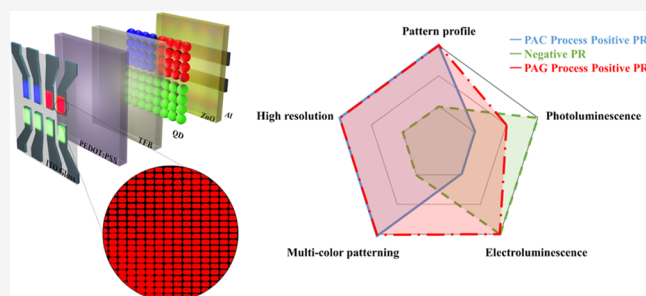 Pattern profile
PAC Process Positive PR
Negative PR
PAG Process Positive PR
High resolution
Photoluminescence
Multi-color patterning
Electroluminescence
ITO Glass
PEDOT:PSS
TFB
QD
ZnO
Al